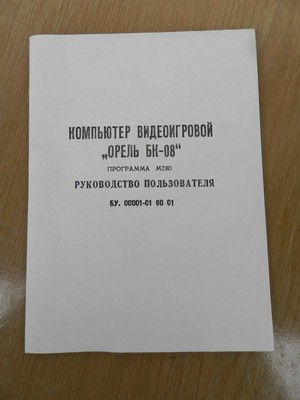 КОМПЬЮТЕР ВИДЕОИГРОВОЙ
„ОРЕЛЬ БК-08“
ПРОГРАММА MZ80
РУКОВОДСТВО ПОЛЬЗОВАТЕЛЯ
БУ. 00001-01 90 01